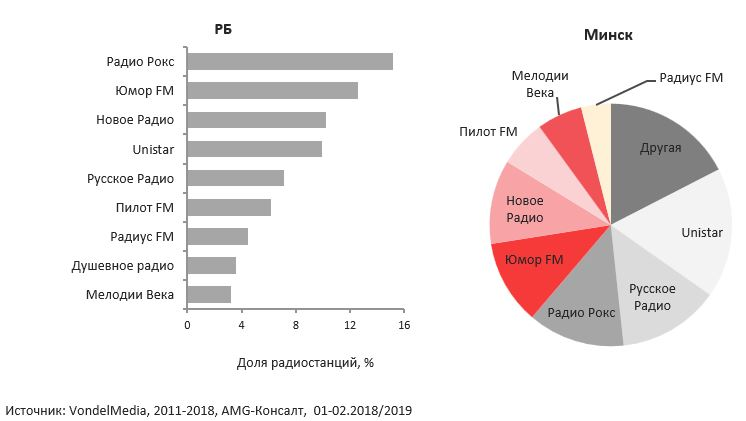 РБ
Радио Рокс
Юмор FM
Новое Радио
Unistar
Русское Радио
Пилот FM
Радиус FM
Душевное радио
Мелодии Века
0 4 8 12 16
Доля радиостанций, %
Минск
Мелодии
Века
Радиус FM
Пилот FM
Другая
Новое
Радио
Unistar
Юмор FM
Русское
Радио
Радио Рокс
Источник: VondelMedia, 2011-2018, AMG-Консалт, 01-02.2018/2019